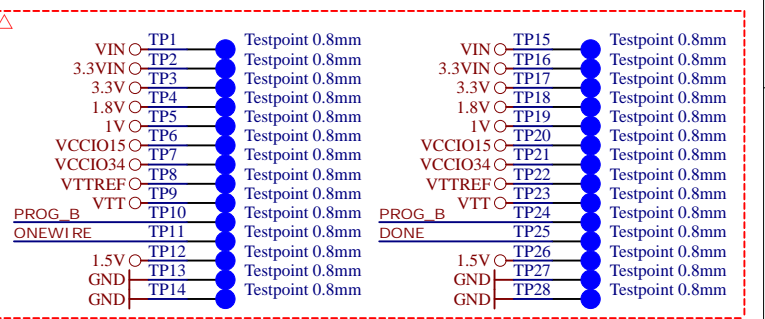 VIN TP1 Testpoint 0.8mm
3.3VIN TP2 Testpoint 0.8mm
3.3V TP3 Testpoint 0.8mm
1.8V TP4 Testpoint 0.8mm
1V TP5 Testpoint 0.8mm
VCCIO15 TP6 Testpoint 0.8mm
VCCIO34 TP7 Testpoint 0.8mm
VTTREF TP8 Testpoint 0.8mm
VTT TP9 Testpoint 0.8mm
PROG_B TP10 Testpoint 0.8mm
ONEWIRE TP11 Testpoint 0.8mm
1.5V TP12 Testpoint 0.8mm
GND TP13 Testpoint 0.8mm
GND TP14 Testpoint 0.8mm
VIN TP15 Testpoint 0.8mm
3.3VIN TP16 Testpoint 0.8mm
3.3V TP17 Testpoint 0.8mm
1.8V TP18 Testpoint 0.8mm
1V TP19 Testpoint 0.8mm
VCCIO15 TP20 Testpoint 0.8mm
VCCIO34 TP21 Testpoint 0.8mm
VTTREF TP22 Testpoint 0.8mm
VTT TP23 Testpoint 0.8mm
PROG_B TP24 Testpoint 0.8mm
DONE TP25 Testpoint 0.8mm
1.5V TP26 Testpoint 0.8mm
GND TP27 Testpoint 0.8mm
GND TP28 Testpoint 0.8mm